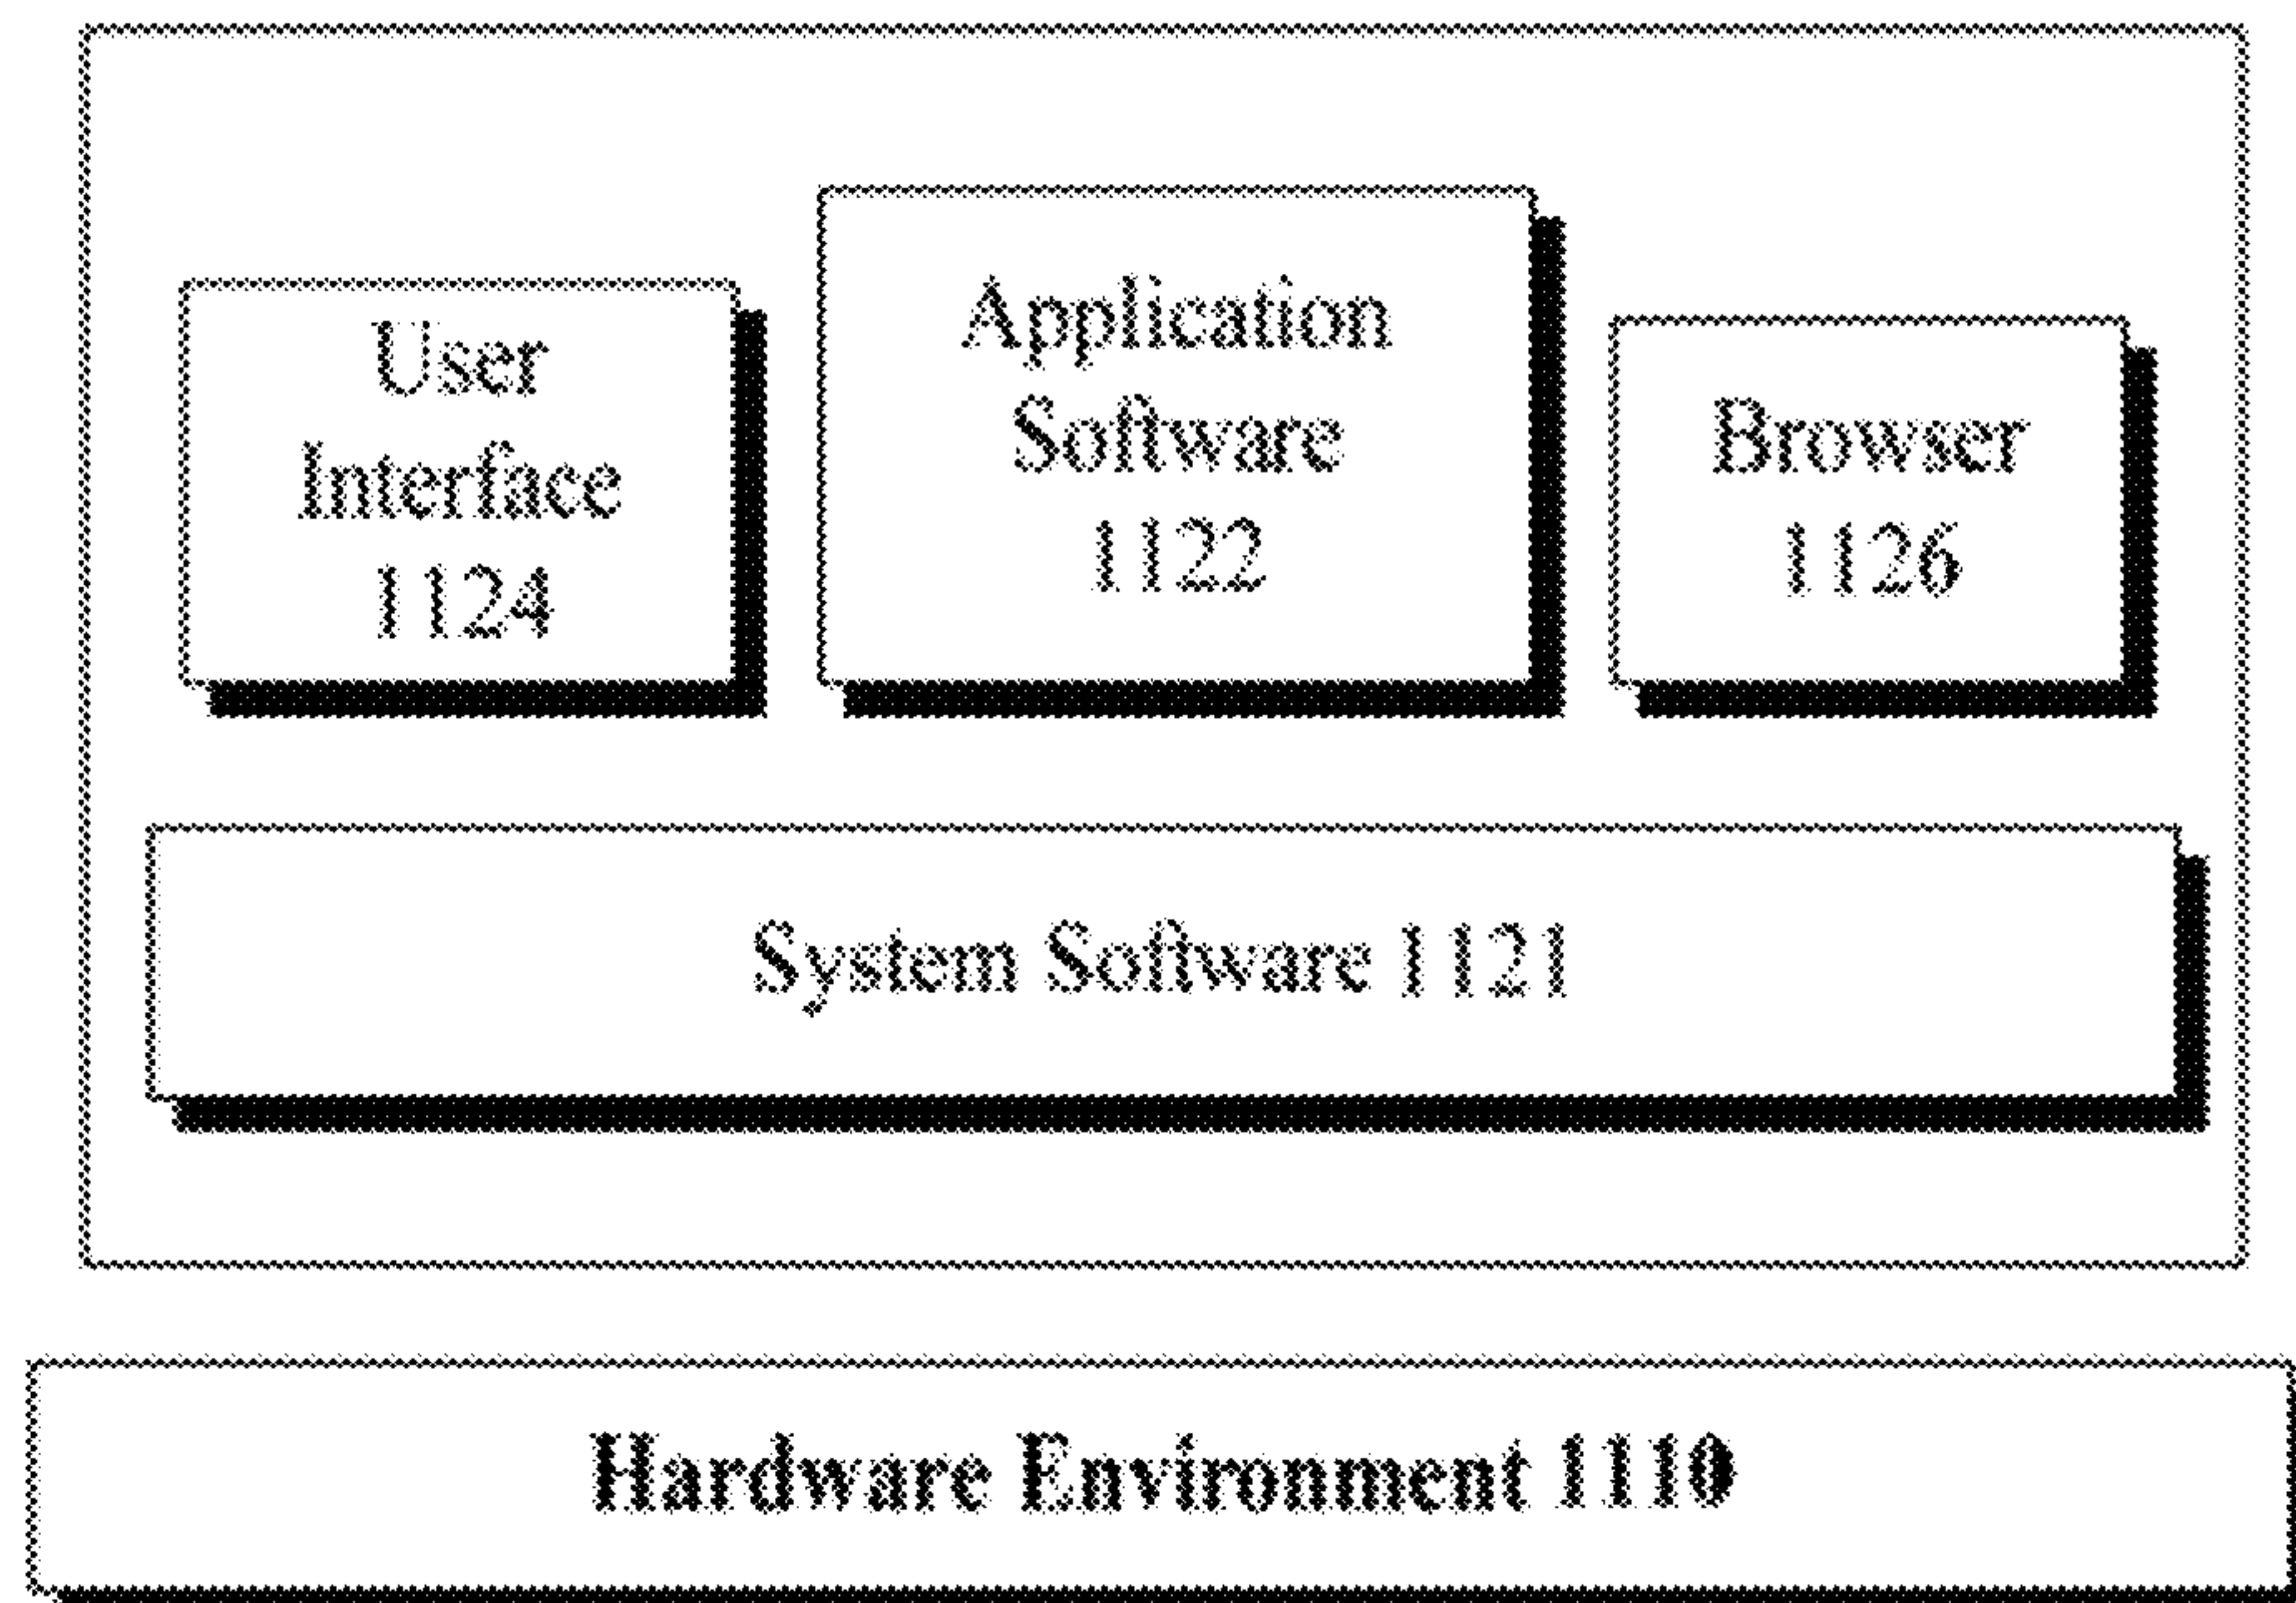 User
Interface
1124
Application
Software
1122
Browser
1126
System Software 1121
Hardware Environment 1110